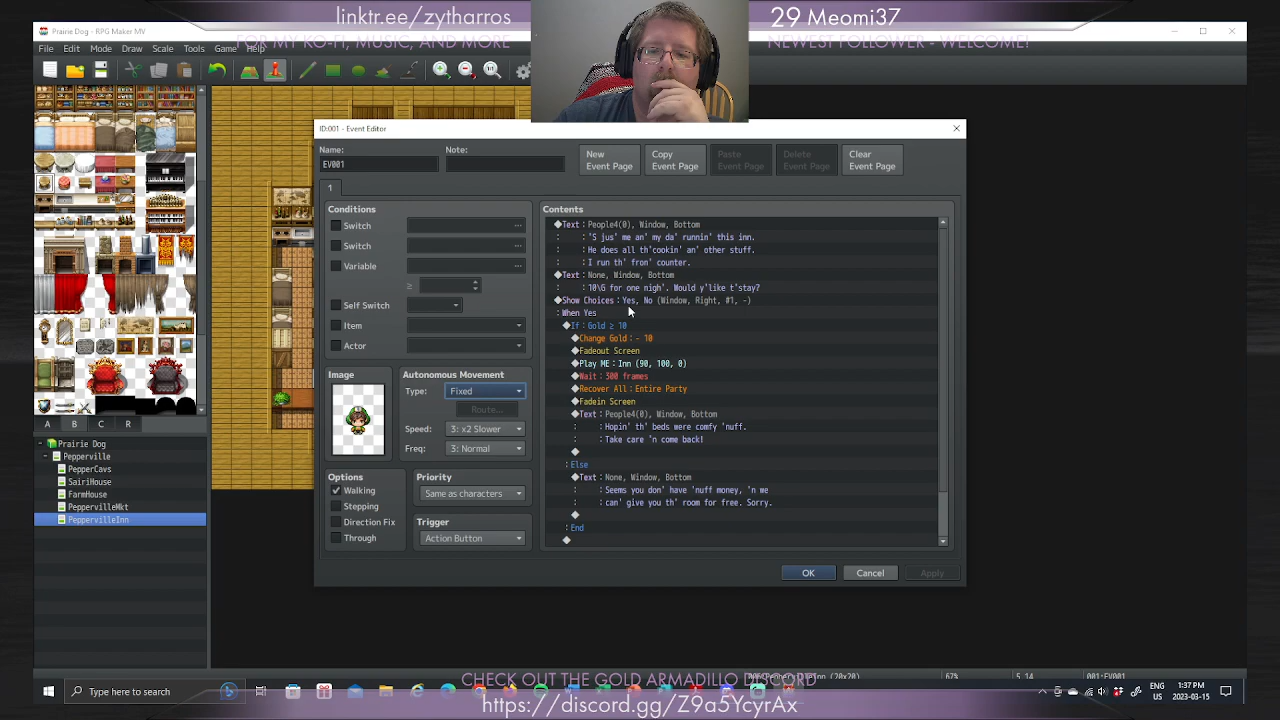 linktr.ee/zytharros
29 Meomi37
FOR MY KO-FI, MUSIC, AND MORE
NEWEST FOLLOWER - WELCOME!
Prairie Dog - RPG Maker MV
File Edit Mode Draw Scale Tools Game Help
ID:001 - Event Editor
Name:
Note:
EV001
New
Event Page
Copy
Event Page
Paste
Event Page
Delete
Event Page
Clear
Event Page
1
Conditions
Switch
Switch
Variable
≥
Self Switch
Item
Actor
Image
Autonomous Movement
Type: Fixed
Route...
Speed: 3: x2 Slower
Freq: 3: Normal
Options
Walking
Stepping
Direction Fix
Through
Priority
Same as characters
Trigger
Action Button
Contents
◆Text : People4(0), Window, Bottom
: : 'S jus' me an' my da' runnin' this inn.
: : He does all th'cookin' an' other stuff.
: : I run th' fron' counter.
◆Text : None, Window, Bottom
: : 10\G for one nigh'. Would y'like t'stay?
◆Show Choices : Yes, No (Window, Right, #1, -)
: When Yes
◆If : Gold ≥ 10
◆Change Gold : - 10
◆Fadeout Screen
◆Play ME : Inn (90, 100, 0)
◆Wait : 300 frames
◆Recover All : Entire Party
◆Fadein Screen
◆Text : People4(0), Window, Bottom
: : Hopin' th' beds were comfy 'nuff.
: : Take care 'n come back!
◆
: Else
◆Text : None, Window, Bottom
: : Seems you don' have 'nuff money, 'n we
: : can' give you th' room for free. Sorry.
◆
: End
◆
OK
Cancel
Apply
A B C R
Prairie Dog
Pepperville
PepperCavs
SairiHouse
FarmHouse
PeppervilleMkt
PeppervilleInn
CHECK OUT THE GOLD ARMADILLO DISCORD
67%
5,14
001:EV001
https://discord.gg/Z9a5YcyrAx
Type here to search
ENG
US
1:37 PM
2023-03-15